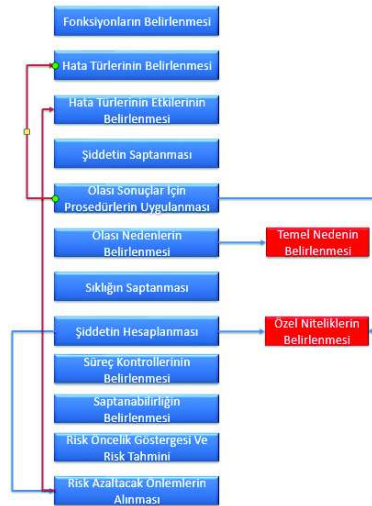 Fonksiyonların Belirlenmesi
Hata Türlerinin Belirlenmesi
Hata Türlerinin Etkilerinin
Belirlenmesi
Şiddetin Saptanması
Olası Sonuçlar İçin
Prosedürlerin Uygulanması
Olası Nedenlerin
Belirlenmesi
Temel Nedenin
Belirlenmesi
Sıklığın Saptanması
Şiddetin Hesaplanması
Özel Niteliklerin
Belirlenmesi
Süreç Kontrollerinin
Belirlenmesi
Saptanabilirliğin
Belirlenmesi
Risk Öncelik Göstergesi Ve
Risk Tahmini
Risk Azaltacak Önlemlerin
Alınması